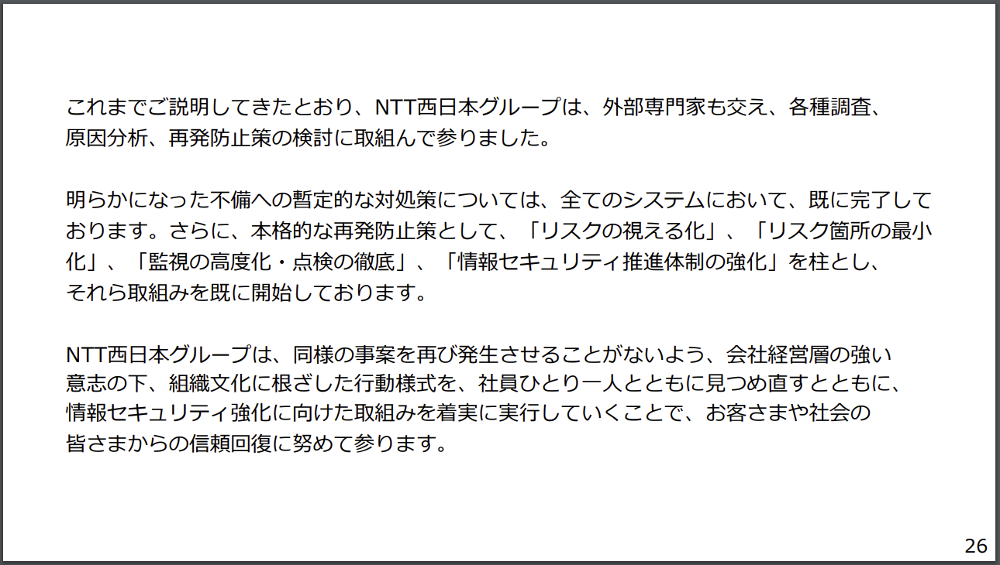 これまでご説明してきたとおり、NTT西日本グループは、外部専門家も交え、各種調査、
原因分析、再発防止策の検討に取組んで参りました。
明らかになった不備への暫定的な対処策については、全てのシステムにおいて、既に完了して
おります。さらに、本格的な再発防止策として、「リスクの視える化」、「リスク箇所の最小
化」、「監視の高度化・点検の徹底」、「情報セキュリティ推進体制の強化」を柱とし、
それら取組みを既に開始しております。
NTT西日本グループは、同様の事案を再び発生させることがないよう、会社経営層の強い
意志の下、組織文化に根ざした行動様式を、社員ひとり一人とともに見つめ直すとともに、
情報セキュリティ強化に向けた取組みを着実に実行していくことで、お客さまや社会の
皆さまからの信頼回復に努めて参ります。
26